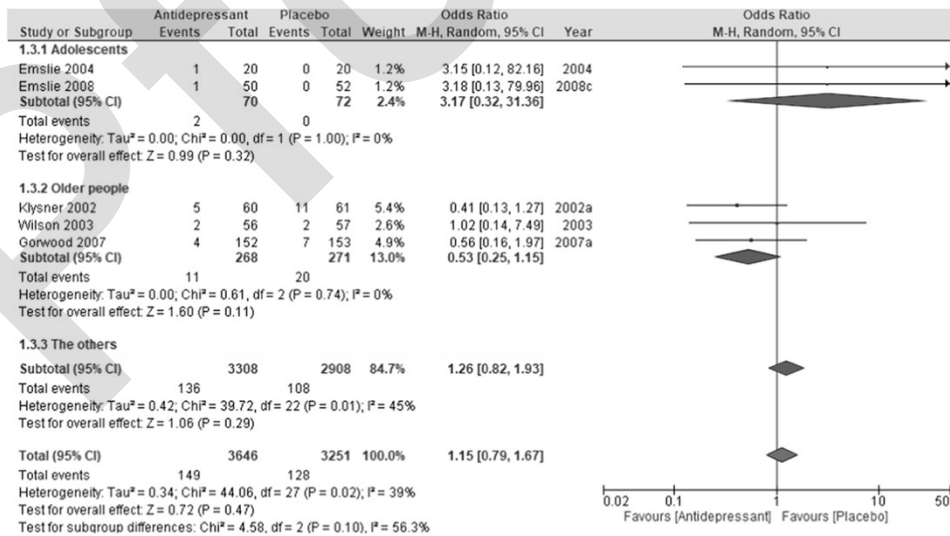 Antidepressant Placebo Odds Ratio Odds Ratio
Study or Subgroup Events Total Events Total Weight M-H, Random, 95% CI Year M-H, Random, 95% CI
1.3.1 Adolescents
Emslie 2004 1 20 0 20 1.2% 3.15 [0.12, 82.16] 2004
Emslie 2008 1 50 0 52 1.2% 3.18 [0.13, 79.96] 2008c
Subtotal (95% CI) 70 72 2.4% 3.17 [0.32, 31.36]
Total events 2 0
Heterogeneity: Tau² = 0.00; Chi² = 0.00, df = 1 (P = 1.00); I² = 0%
Test for overall effect: Z = 0.99 (P = 0.32)
1.3.2 Older people
Klysner 2002 5 60 11 61 5.4% 0.41 [0.13, 1.27] 2002a
Wilson 2003 2 56 2 57 2.6% 1.02 [0.14, 7.49] 2003
Gorwood 2007 4 152 7 153 4.9% 0.56 [0.16, 1.97] 2007a
Subtotal (95% CI) 268 271 13.0% 0.53 [0.25, 1.15]
Total events 11 20
Heterogeneity: Tau² = 0.00; Chi² = 0.61, df = 2 (P = 0.74); I² = 0%
Test for overall effect: Z = 1.60 (P = 0.11)
1.3.3 The others
Subtotal (95% CI) 3308 2908 84.7% 1.26 [0.82, 1.93]
Total events 136 108
Heterogeneity: Tau² = 0.42; Chi² = 39.72, df = 22 (P = 0.01); I² = 45%
Test for overall effect: Z = 1.06 (P = 0.29)
Total (95% CI) 3646 3251 100.0% 1.15 [0.79, 1.67]
Total events 149 128
Heterogeneity: Tau² = 0.34; Chi² = 44.06, df = 27 (P = 0.02); I² = 39%
Test for overall effect: Z = 0.72 (P = 0.47)
Test for subgroup differences: Chi² = 4.58, df = 2 (P = 0.10), I² = 56.3%
0.02 0.1 1 10 50
Favours [Antidepressant] Favours [Placebo]